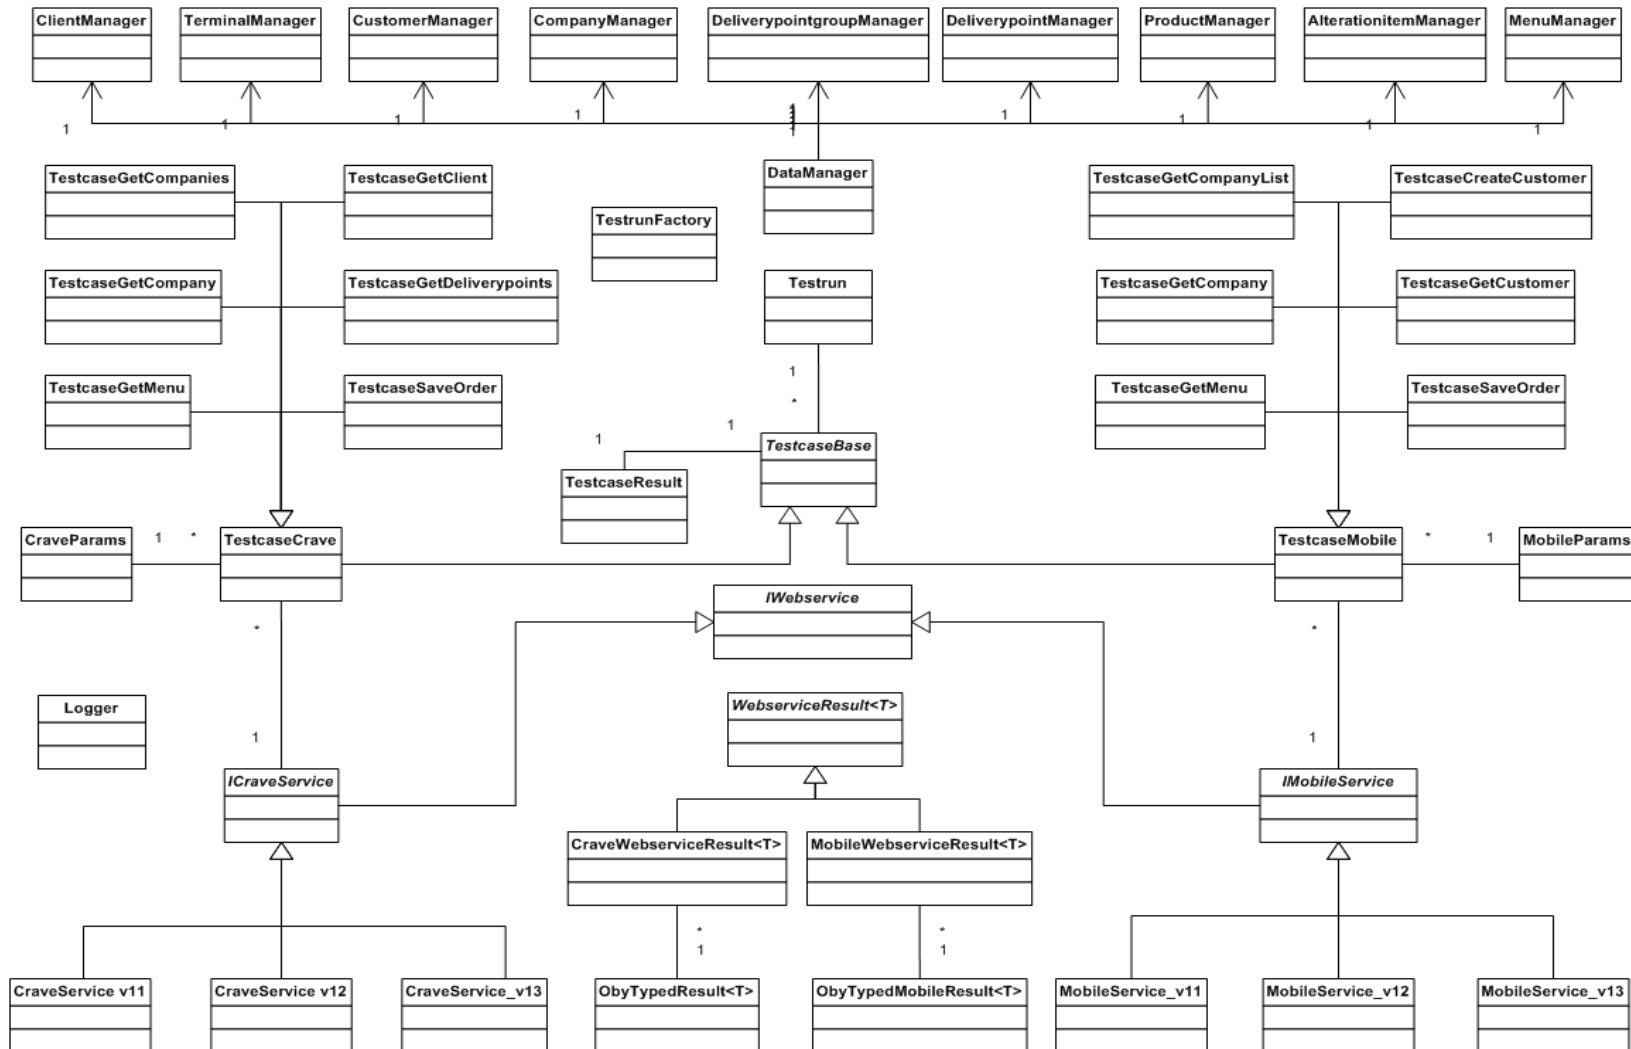 ClientManager
TerminalManager
CustomerManager
CompanyManager
DeliverypointgroupManager
DeliverypointManager
ProductManager
AlterationitemManager
MenuManager
1
1
1
1
1
1
1
1
TestcaseGetCompanies
TestcaseGetClient
DataManager
TestcaseGetCompanyList
TestcaseCreateCustomer
TestrunFactory
TestcaseGetCompany
TestcaseGetDeliverypoints
Testrun
TestcaseGetCompany
TestcaseGetCustomer
1
TestcaseGetMenu
TestcaseSaveOrder
*
TestcaseGetMenu
TestcaseSaveOrder
1
1
TestcaseBase
TestcaseResult
CraveParams
1
*
TestcaseCrave
TestcaseMobile
*
1
MobileParams
IWebservice
*
*
Logger
WebserviceResult<T>
1
1
ICraveService
IMobileService
CraveWebserviceResult<T>
MobileWebserviceResult<T>
*
1
*
1
CraveService v11
CraveService v12
CraveService_v13
ObyTypedResult<T>
ObyTypedMobileResult<T>
MobileService_v11
MobileService_v12
MobileService_v13